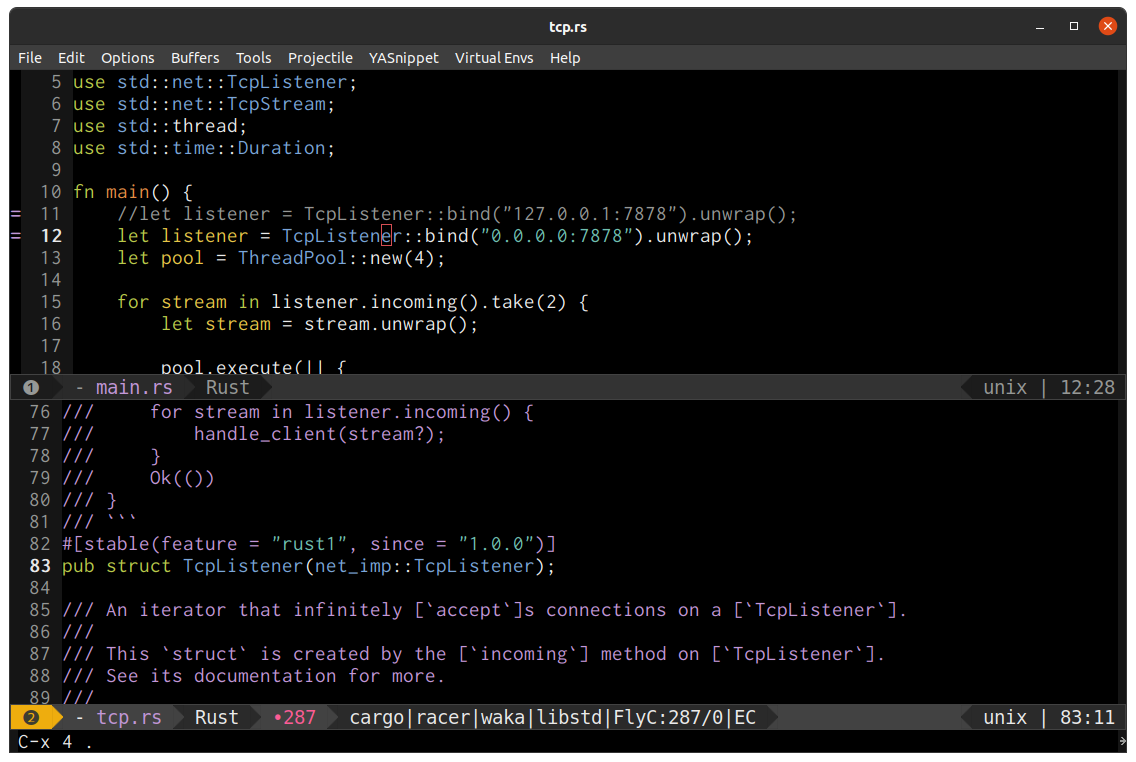 tcp.rs
File Edit Options Buffers Tools Projectile YASnippet Virtual Envs Help
5 use std::net::TcpListener;
6 use std::net::TcpStream;
7 use std::thread;
8 use std::time::Duration;
9
10 fn main() {
= 11     //let listener = TcpListener::bind("127.0.0.1:7878").unwrap();
= 12     let listener = TcpListener::bind("0.0.0.0:7878").unwrap();
13     let pool = ThreadPool::new(4);
14
15     for stream in listener.incoming().take(2) {
16         let stream = stream.unwrap();
17
18         pool.execute(|| {
1 - main.rs Rust unix | 12:28
76 ///     for stream in listener.incoming() {
77 ///         handle_client(stream?);
78 ///     }
79 ///     Ok(())
80 /// }
81 /// ```
82 #[stable(feature = "rust1", since = "1.0.0")]
83 pub struct TcpListener(net_imp::TcpListener);
84
85 /// An iterator that infinitely [`accept`]s connections on a [`TcpListener`].
86 ///
87 /// This `struct` is created by the [`incoming`] method on [`TcpListener`].
88 /// See its documentation for more.
89 ///
2 - tcp.rs Rust •287 cargo|racer|waka|libstd|FlyC:287/0|EC unix | 83:11
C-x 4 .